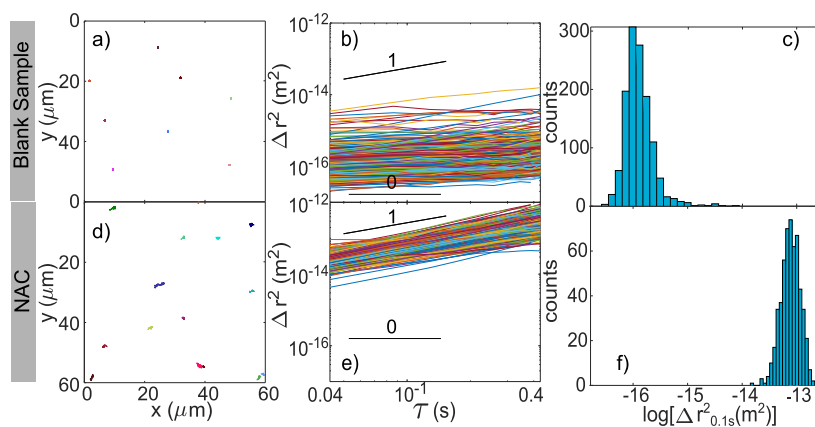 Blank Sample
a)
0
20
40
0
y (μm)
b)
10⁻¹²
10⁻¹⁴
10⁻¹⁶
10⁻¹²
Δr² (m²)
1
0
c)
300
200
100
0
counts
NAC
d)
20
40
60
y (μm)
0
20
40
60
x (μm)
e)
10⁻¹⁴
10⁻¹⁶
Δr² (m²)
1
0
0.04
10⁻¹
0.4
τ (s)
f)
60
40
20
0
counts
-16
-15
-14
-13
log[Δr²₀.₁ₛ(m²)]